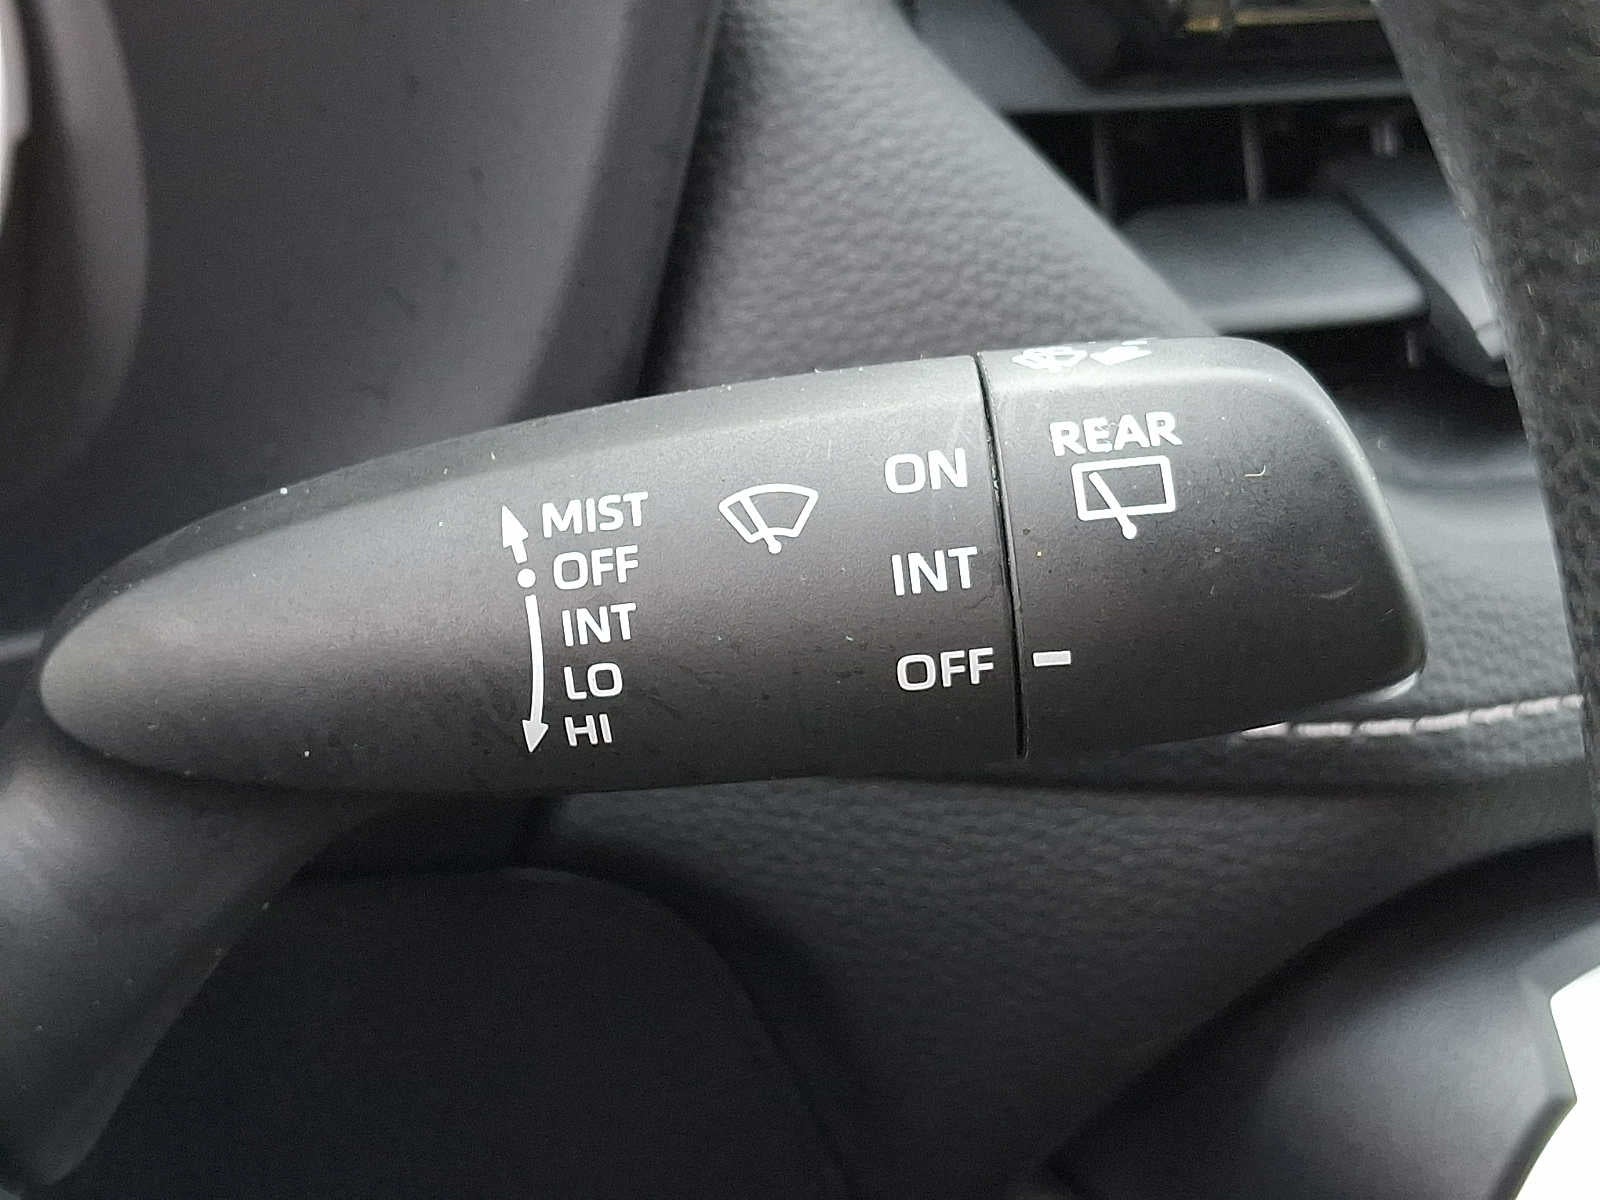 MIST
OFF
INT
LO
HI
ON
INT
OFF
REAR